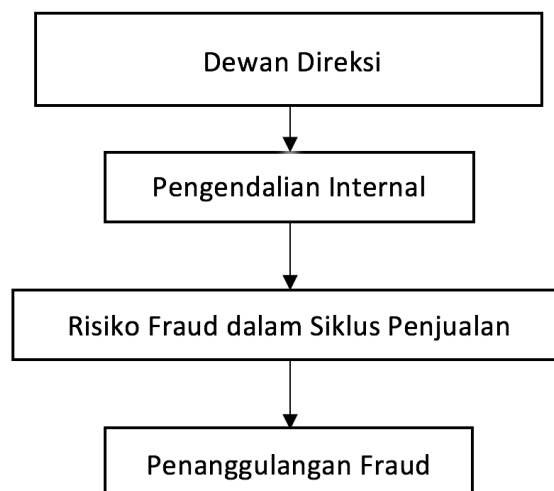 Dewan Direksi
Pengendalian Internal
Risiko Fraud dalam Siklus Penjualan
Penanggulangan Fraud